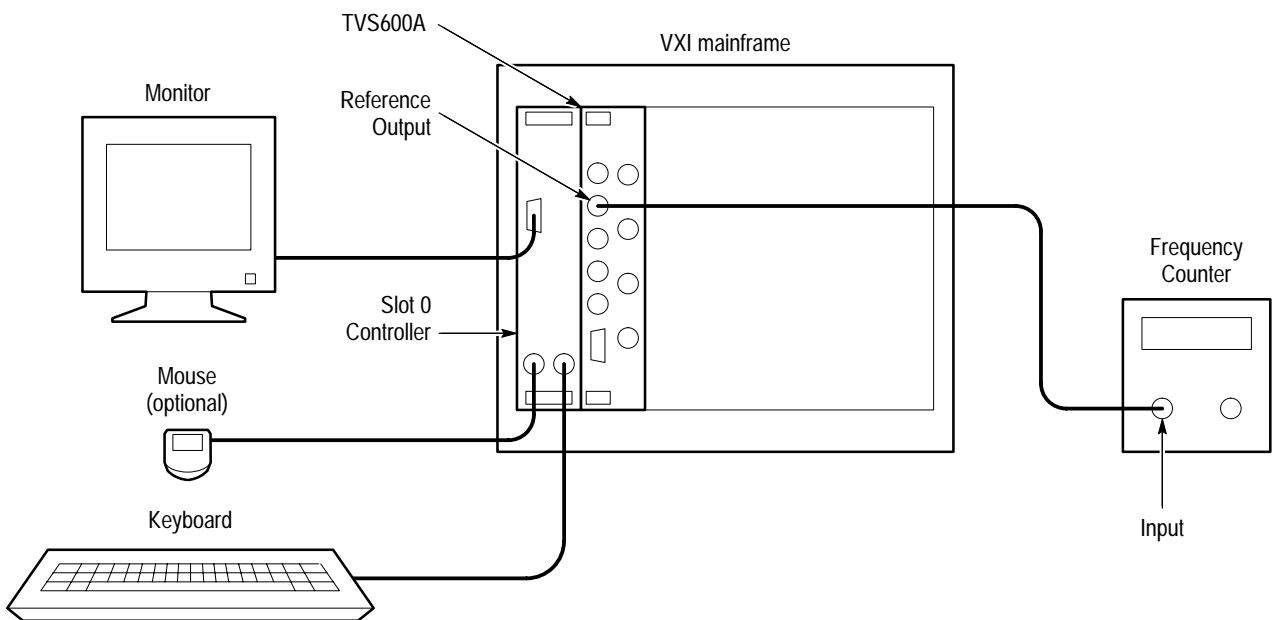 TVS600A
VXI mainframe
Monitor
Reference
Output
Frequency
Counter
Slot 0
Controller
Mouse
(optional)
Keyboard
Input